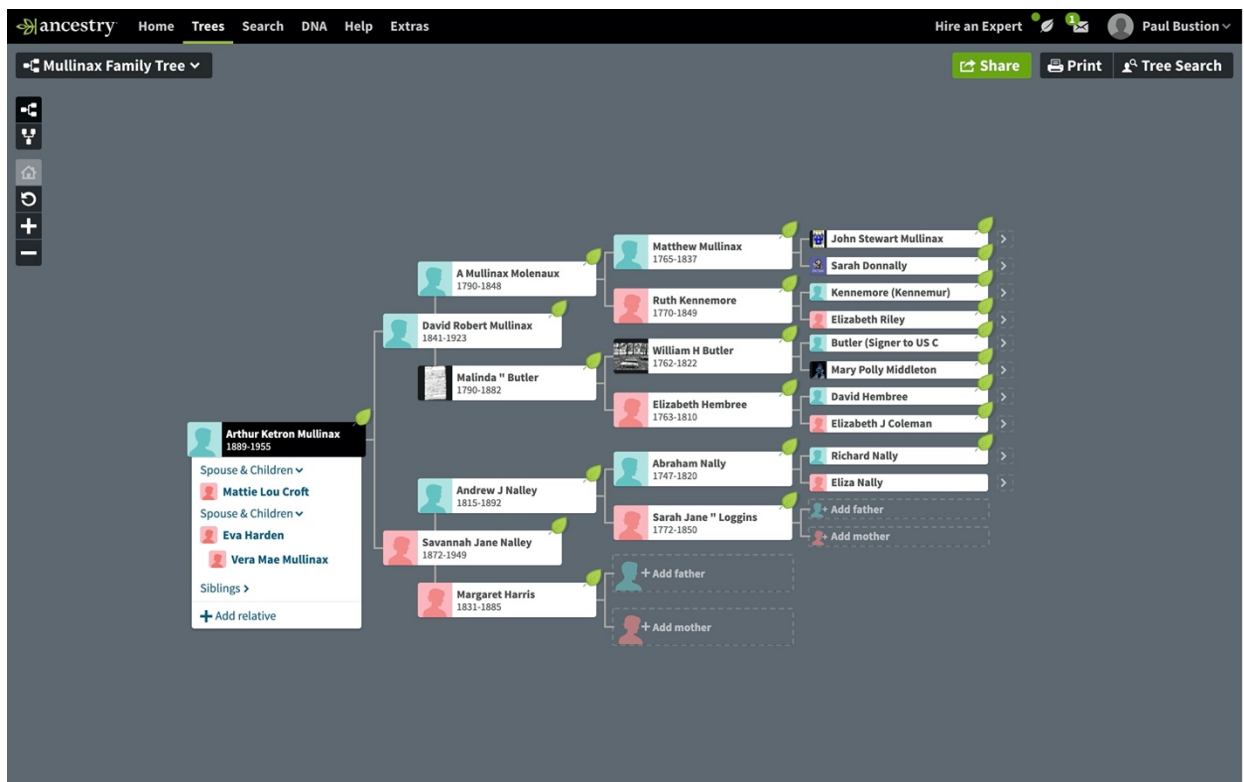 ancestry Home Trees Search DNA Help Extras Hire an Expert 1 Paul Bustion
Mullinax Family Tree Share Print Tree Search
Arthur Ketron Mullinax
1889-1955
Spouse & Children
Mattie Lou Croft
Spouse & Children
Eva Harden
Vera Mae Mullinax
Siblings
Add relative
David Robert Mullinax
1841-1923
Savannah Jane Nalley
1872-1949
A Mullinax Molenaux
1790-1848
Malinda " Butler
1790-1882
Andrew J Nalley
1815-1892
Margaret Harris
1831-1885
Matthew Mullinax
1765-1837
Ruth Kennemore
1770-1849
William H Butler
1762-1822
Elizabeth Hembree
1763-1810
Abraham Nally
1747-1820
Sarah Jane " Loggins
1772-1850
+ Add father
+ Add mother
John Stewart Mullinax
Sarah Donnally
Kennemore (Kennemur)
Elizabeth Riley
Butler (Signer to US C
Mary Polly Middleton
David Hembree
Elizabeth J Coleman
Richard Nally
Eliza Nally
+ Add father
+ Add mother